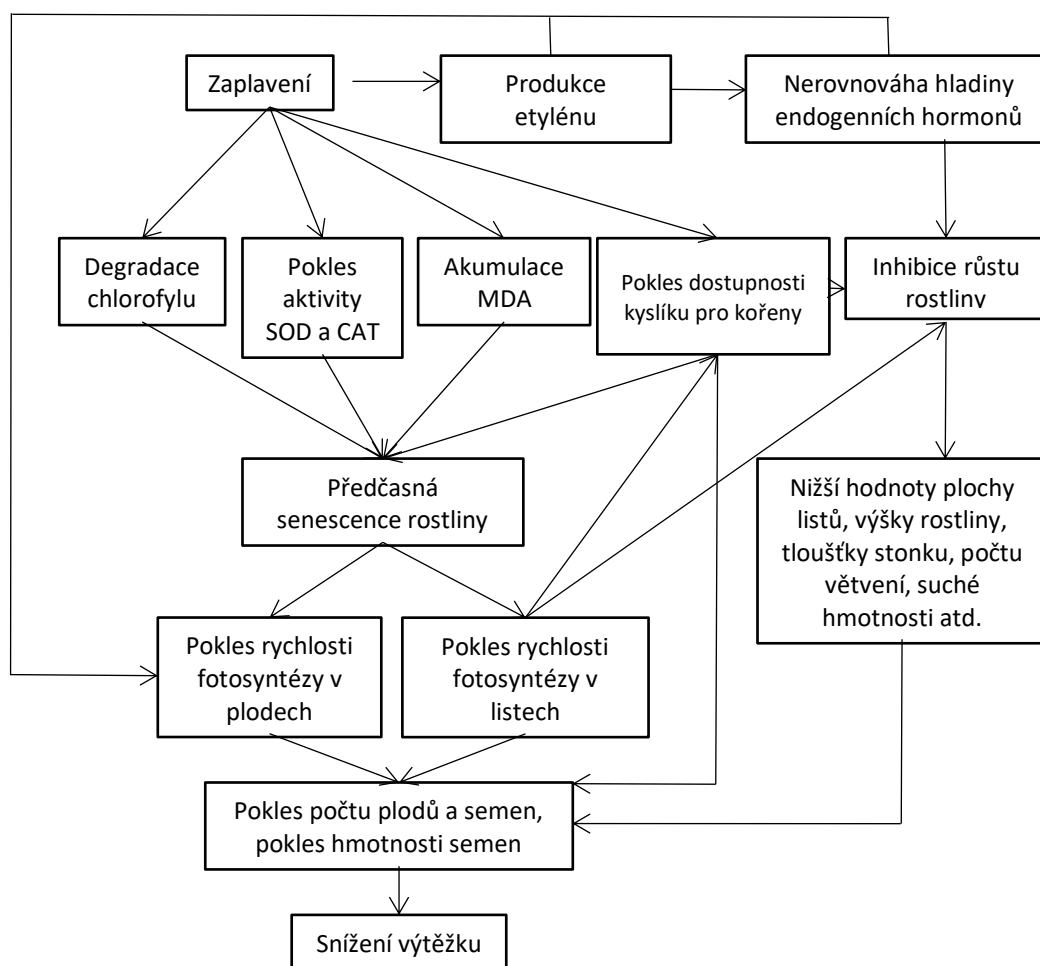 Zaplavení
Produkce
etylénu
Nerovnováha hladiny
endogenních hormonů
Degradace
chlorofylu
Pokles
aktivity
SOD a CAT
Akumulace
MDA
Pokles dostupnosti
kyslíku pro kořeny
Inhibice růstu
rostlinv
Předčasná
senescence rostliny
Nižší hodnoty plochy
listů, výšky rostliny,
tloušťky stonku, počtu
větvení, suché
hmotnosti atd.
Pokles rychlosti
fotosyntézy v
plodech
Pokles rychlosti
fotosyntézy v
listech
Pokles počtu plodů a semen,
pokles hmotnosti semen
Snížení výtěžku